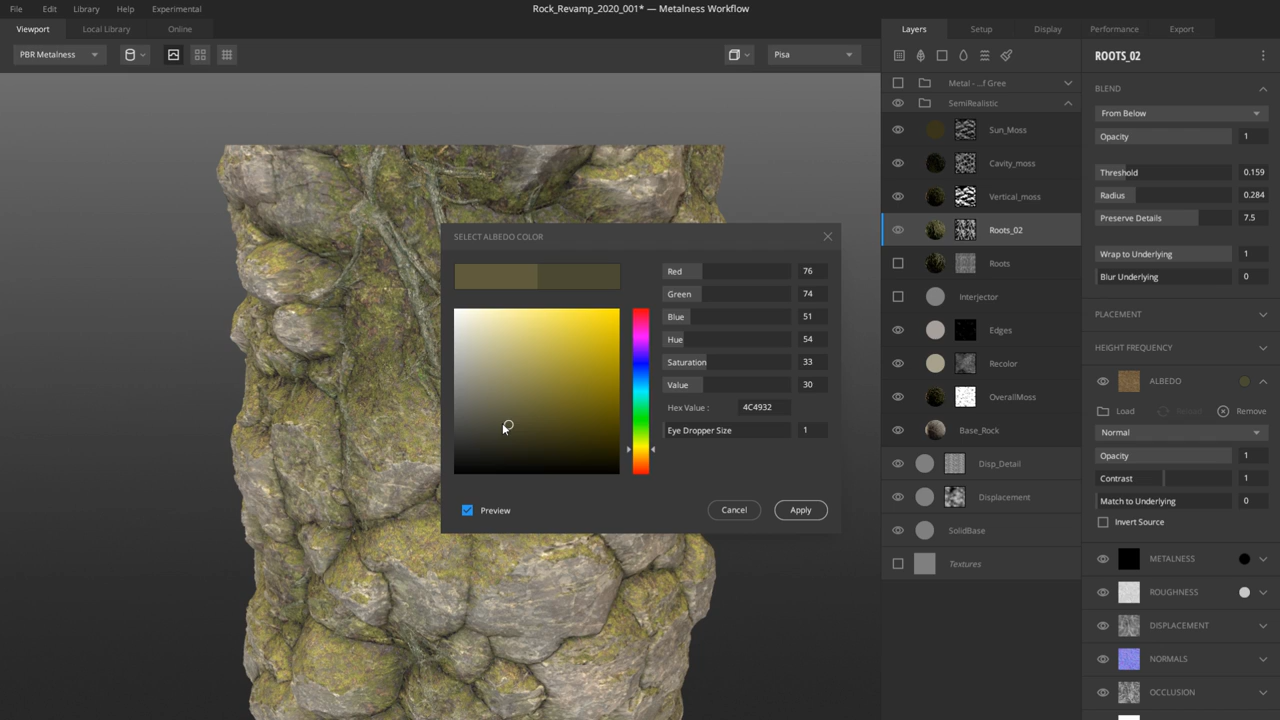 File Edit Library Help Experimental
Rock_Revamp_2020_001* — Metalness Workflow
Viewport Local Library Online
Layers Setup Display Performance Export
PBR Metalness
Pisa
Metal - ...f Gree
SemiRealistic
Sun_Moss
Cavity_moss
Vertical_moss
Roots_02
Roots
Interjector
Edges
Recolor
OverallMoss
Base_Rock
Disp_Detail
Displacement
SolidBase
Textures
SELECT ALBEDO COLOR
Red 76
Green 74
Blue 51
Hue 54
Saturation 33
Value 30
Hex Value : 4C4932
Eye Dropper Size 1
Preview
Cancel Apply
ROOTS_02
BLEND
From Below
Opacity 1
Threshold 0.159
Radius 0.284
Preserve Details 7.5
Wrap to Underlying 1
Blur Underlying 0
PLACEMENT
HEIGHT FREQUENCY
ALBEDO
Load Reload Remove
Normal
Opacity 1
Contrast 1
Match to Underlying 0
Invert Source
METALNESS
ROUGHNESS
DISPLACEMENT
NORMALS
OCCLUSION